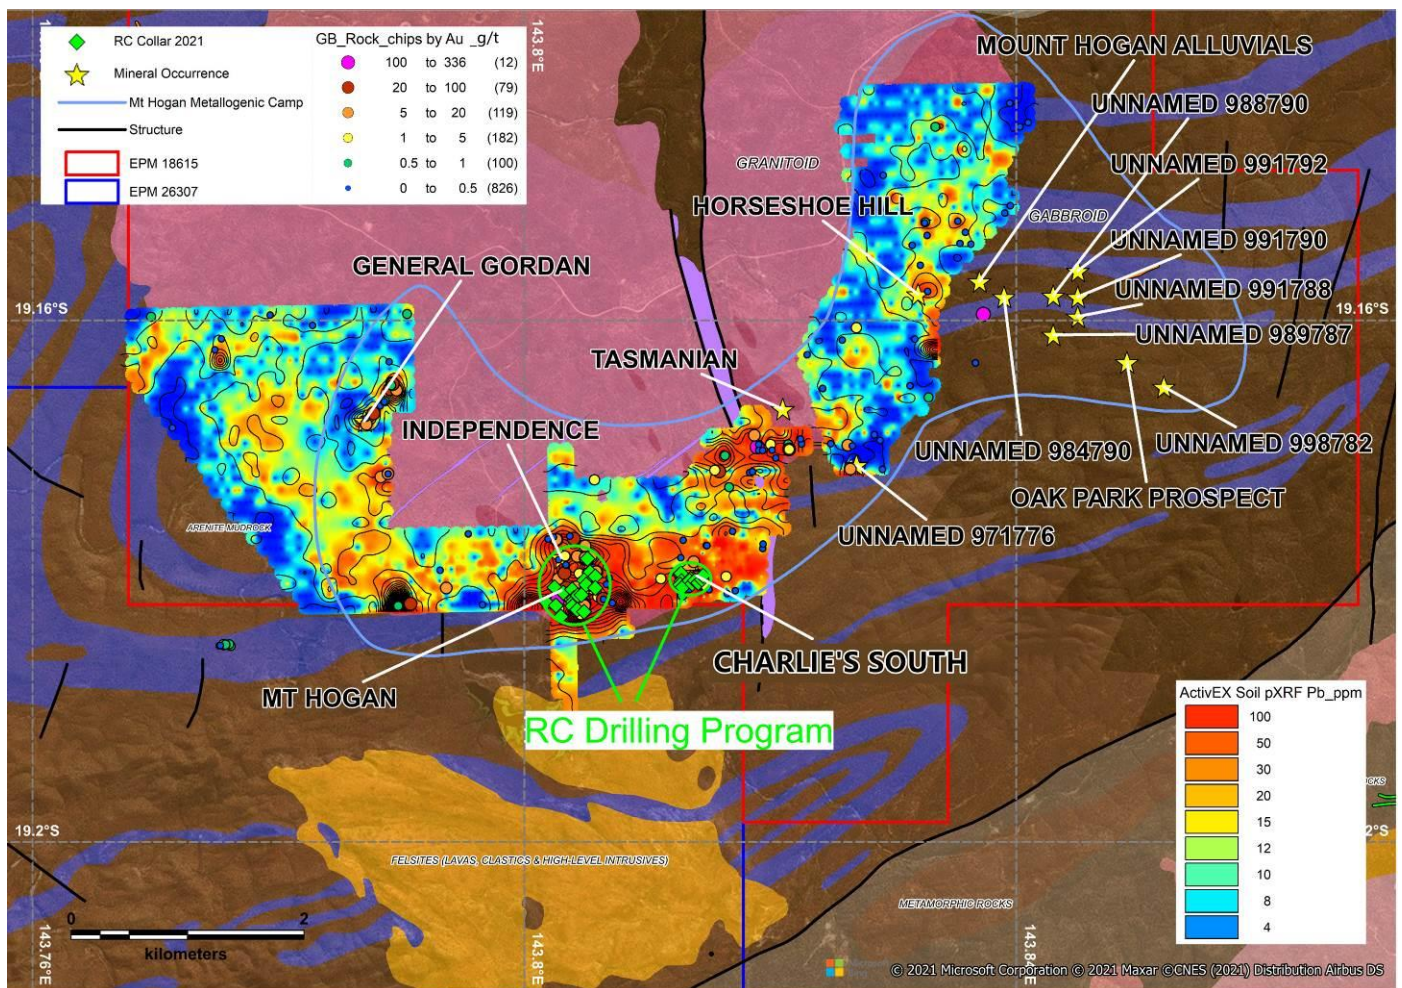 RC Collar 2021
Mineral Occurrence
Mt Hogan Metallogenic Camp
Structure
EPM 18615
EPM 26307
GB_Rock_chips by Au _g/t
100 to 336 (12)
20 to 100 (79)
5 to 20 (119)
1 to 5 (182)
0.5 to 1 (100)
0 to 0.5 (826)
143.8°E
MOUNT HOGAN ALLUVIALS
UNNAMED 988790
GRANITOID
UNNAMED 991792
HORSESHOE HILL
GABBROID
UNNAMED 991790
GENERAL GORDAN
UNNAMED 991788
19.16°S
19.16°S
UNNAMED 989787
TASMANIAN
INDEPENDENCE
UNNAMED 984790
UNNAMED 998782
OAK PARK PROSPECT
ARENITE MUDROCK
UNNAMED 971776
CHARLIE'S SOUTH
MT HOGAN
RC Drilling Program
ActivEX Soil pXRF Pb_ppm
100
50
30
20
15
12
10
8
4
OCKS
19.2°S
2°S
FELSITES (LAVAS, CLASTICS & HIGH-LEVEL INTRUSIVES)
METAMORPHIC ROCKS
0 2
kilometers
143.76°E
143.8°E
143.84°E
© 2021 Microsoft Corporation © 2021 Maxar ©CNES (2021) Distribution Airbus DS